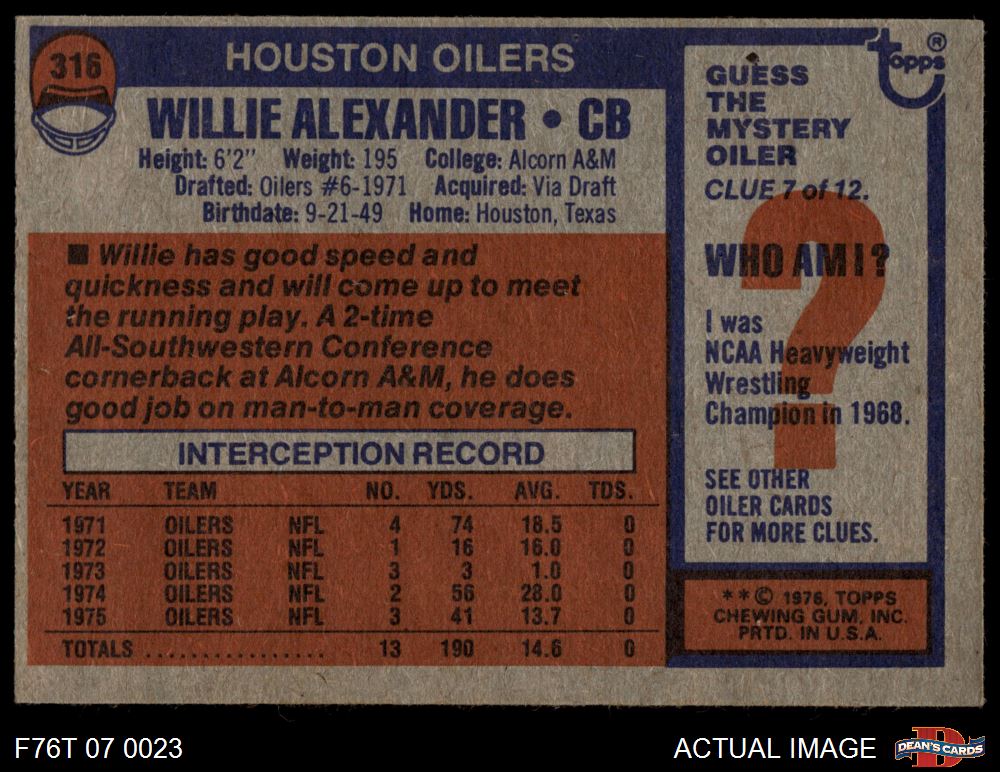 316
HOUSTON OILERS
WILLIE ALEXANDER • CB
Height: 6'2" Weight: 195 College: Alcorn A&M
Drafted: Oilers #6-1971 Acquired: Via Draft
Birthdate: 9-21-49 Home: Houston, Texas
■ Willie has good speed and
quickness and will come up to meet
the running play. A 2-time
All-Southwestern Conference
cornerback at Alcorn A&M, he does
good job on man-to-man coverage.
INTERCEPTION RECORD
YEAR TEAM NO. YDS. AVG. TDS.
1971 OILERS NFL 4 74 18.5 0
1972 OILERS NFL 1 16 16.0 0
1973 OILERS NFL 3 3 1.0 0
1974 OILERS NFL 2 56 28.0 0
1975 OILERS NFL 3 41 13.7 0
TOTALS ................. 13 190 14.6 0
topps ®
GUESS
THE
MYSTERY
OILER
CLUE 7 of 12.
?
WHO AM I?
I was
NCAA Heavyweight
Wrestling
Champion in 1968.
SEE OTHER
OILER CARDS
FOR MORE CLUES.
* * © 1976, TOPPS
CHEWING GUM, INC.
PRTD. IN U.S.A.
F76T 07 0023
ACTUAL IMAGE
D
DEAN'S CARDS